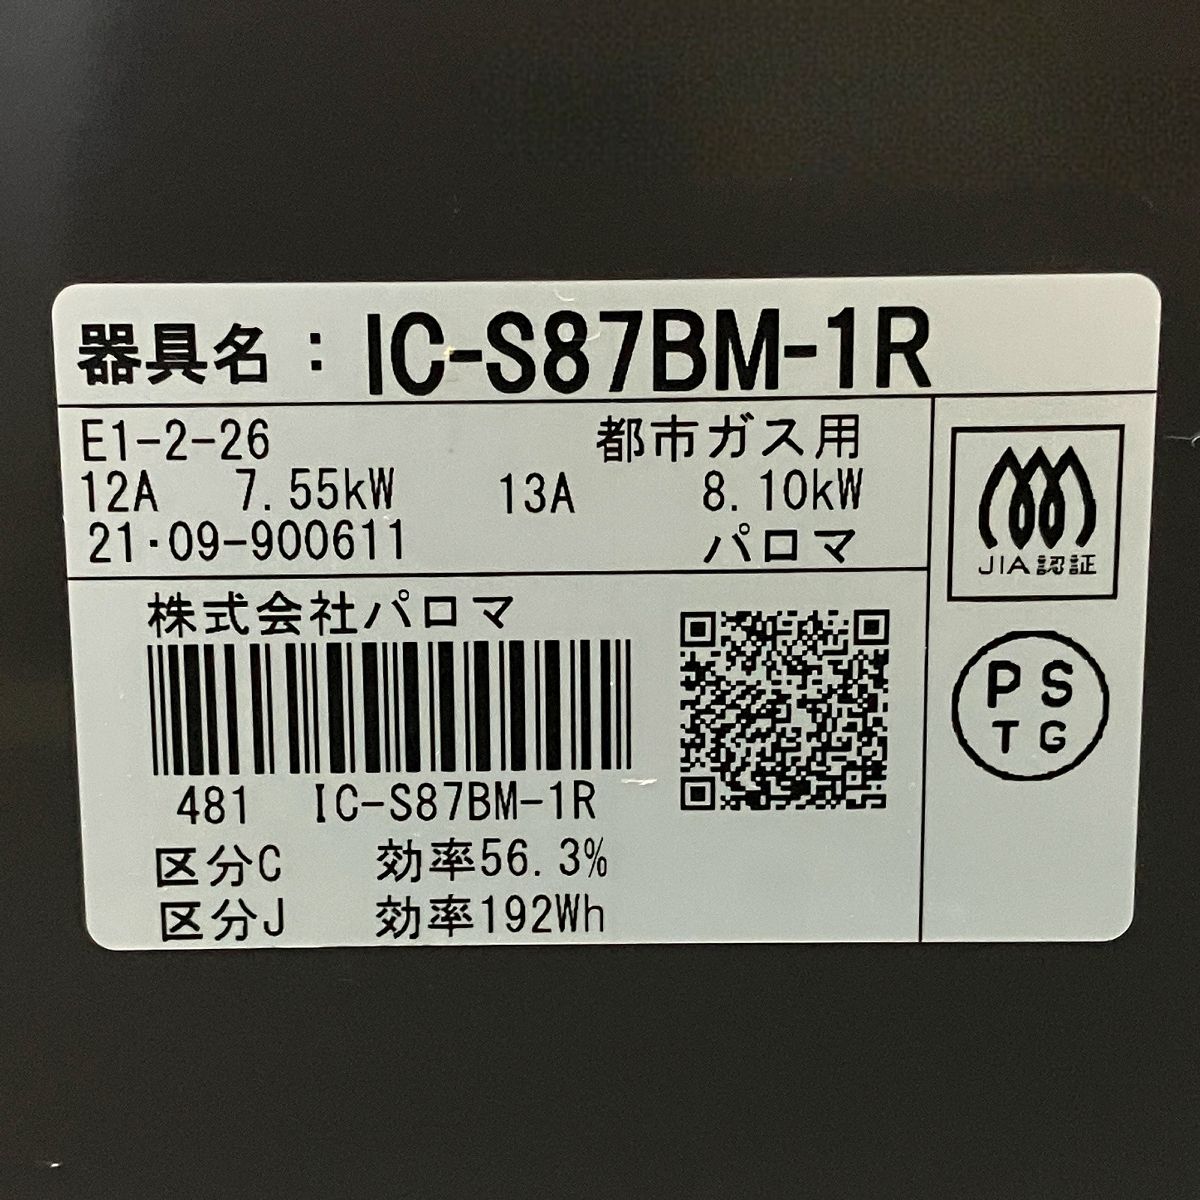 器具名：IC-S87BM-1R
E1-2-26 都市ガス用
12A 7.55kW 13A 8.10kW
21・09-900611 パロマ
JIA認証
株式会社パロマ
PS
TG
481 IC-S87BM-1R
区分C 効率56.3%
区分J 効率192Wh